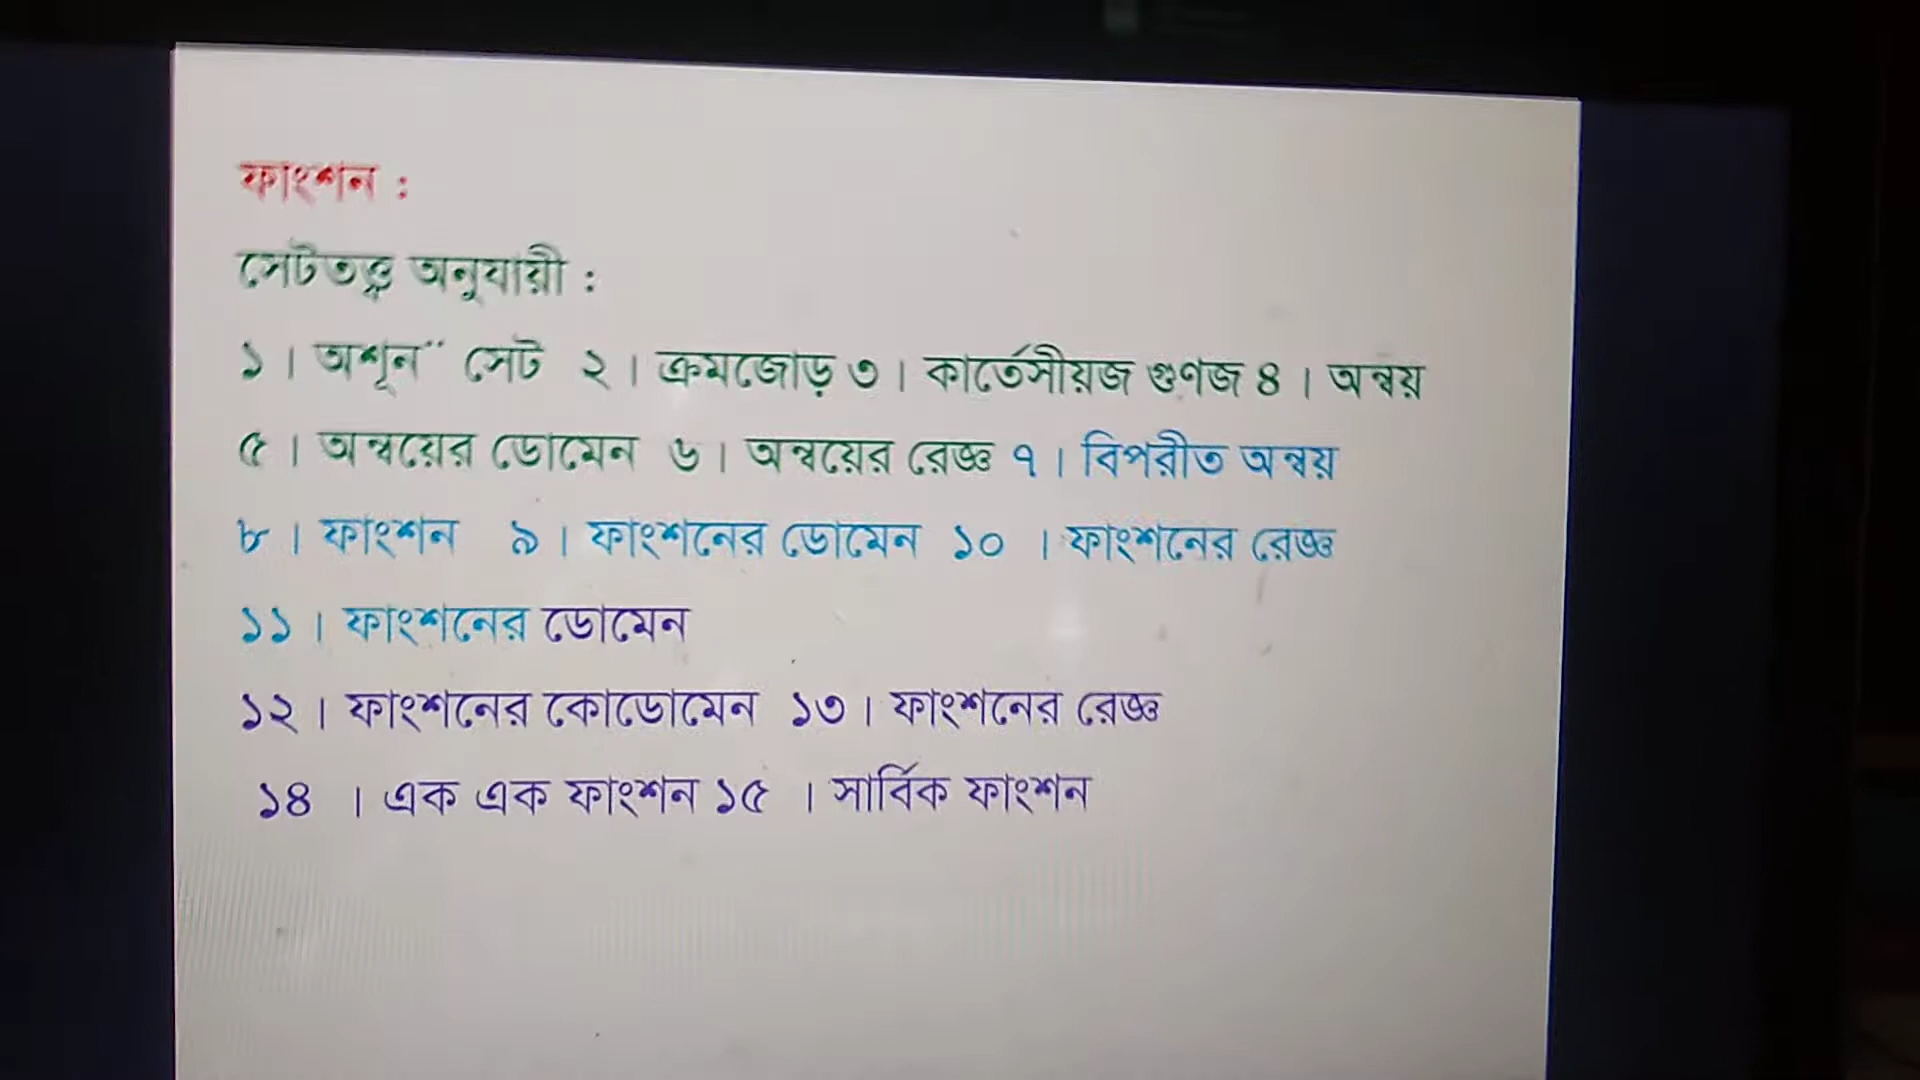 ফাংশন :
সেটতত্ত্ব অনুযায়ী :
১। অশূন¨ সেট ২। ক্রমজোড় ৩। কার্তেসীয়জ গুণজ ৪। অন্বয়
৫। অন্বয়ের ডোমেন ৬। অন্বয়ের রেঞ্জ ৭। বিপরীত অন্বয়
৮। ফাংশন ৯। ফাংশনের ডোমেন ১০। ফাংশনের রেঞ্জ
১১। ফাংশনের ডোমেন
১২। ফাংশনের কোডোমেন ১৩। ফাংশনের রেঞ্জ
১৪। এক এক ফাংশন ১৫। সার্বিক ফাংশন